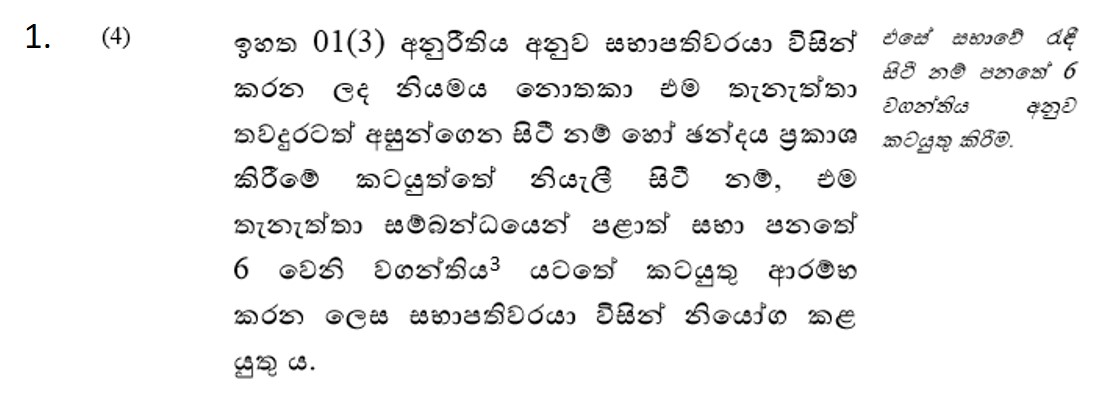 1. (4) ඉහත 01(3) අනුරීතිය අනුව සභාපතිවරයා විසින්
කරන ලද නියමය නොතකා එම තැනැත්තා
තවදුරටත් අසුන්ගෙන සිටී නම් හෝ ඡන්දය ප්‍රකාශ
කිරීමේ කටයුත්තේ නියැලී සිටී නම්, එම
තැනැත්තා සම්බන්ධයෙන් පළාත් සභා පනතේ
6 වෙනි වගන්තිය3 යටතේ කටයුතු ආරම්භ
කරන ලෙස සභාපතිවරයා විසින් නියෝග කළ
යුතු ය.
එසේ සභාවේ රැඳී
සිටී නම් පනතේ 6
වගන්තිය අනුව
කටයුතු කිරීම.